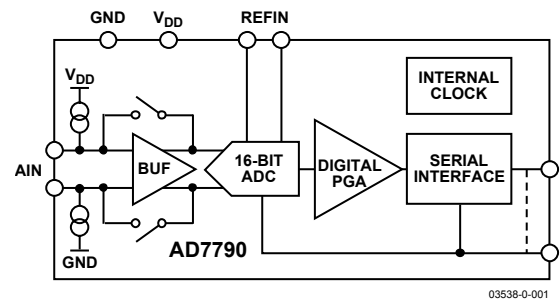 GND
VDD
REFIN
VDD
INTERNAL
CLOCK
AIN
BUF
16-BIT
ADC
DIGITAL
PGA
SERIAL
INTERFACE
GND
AD7790
03538-0-001